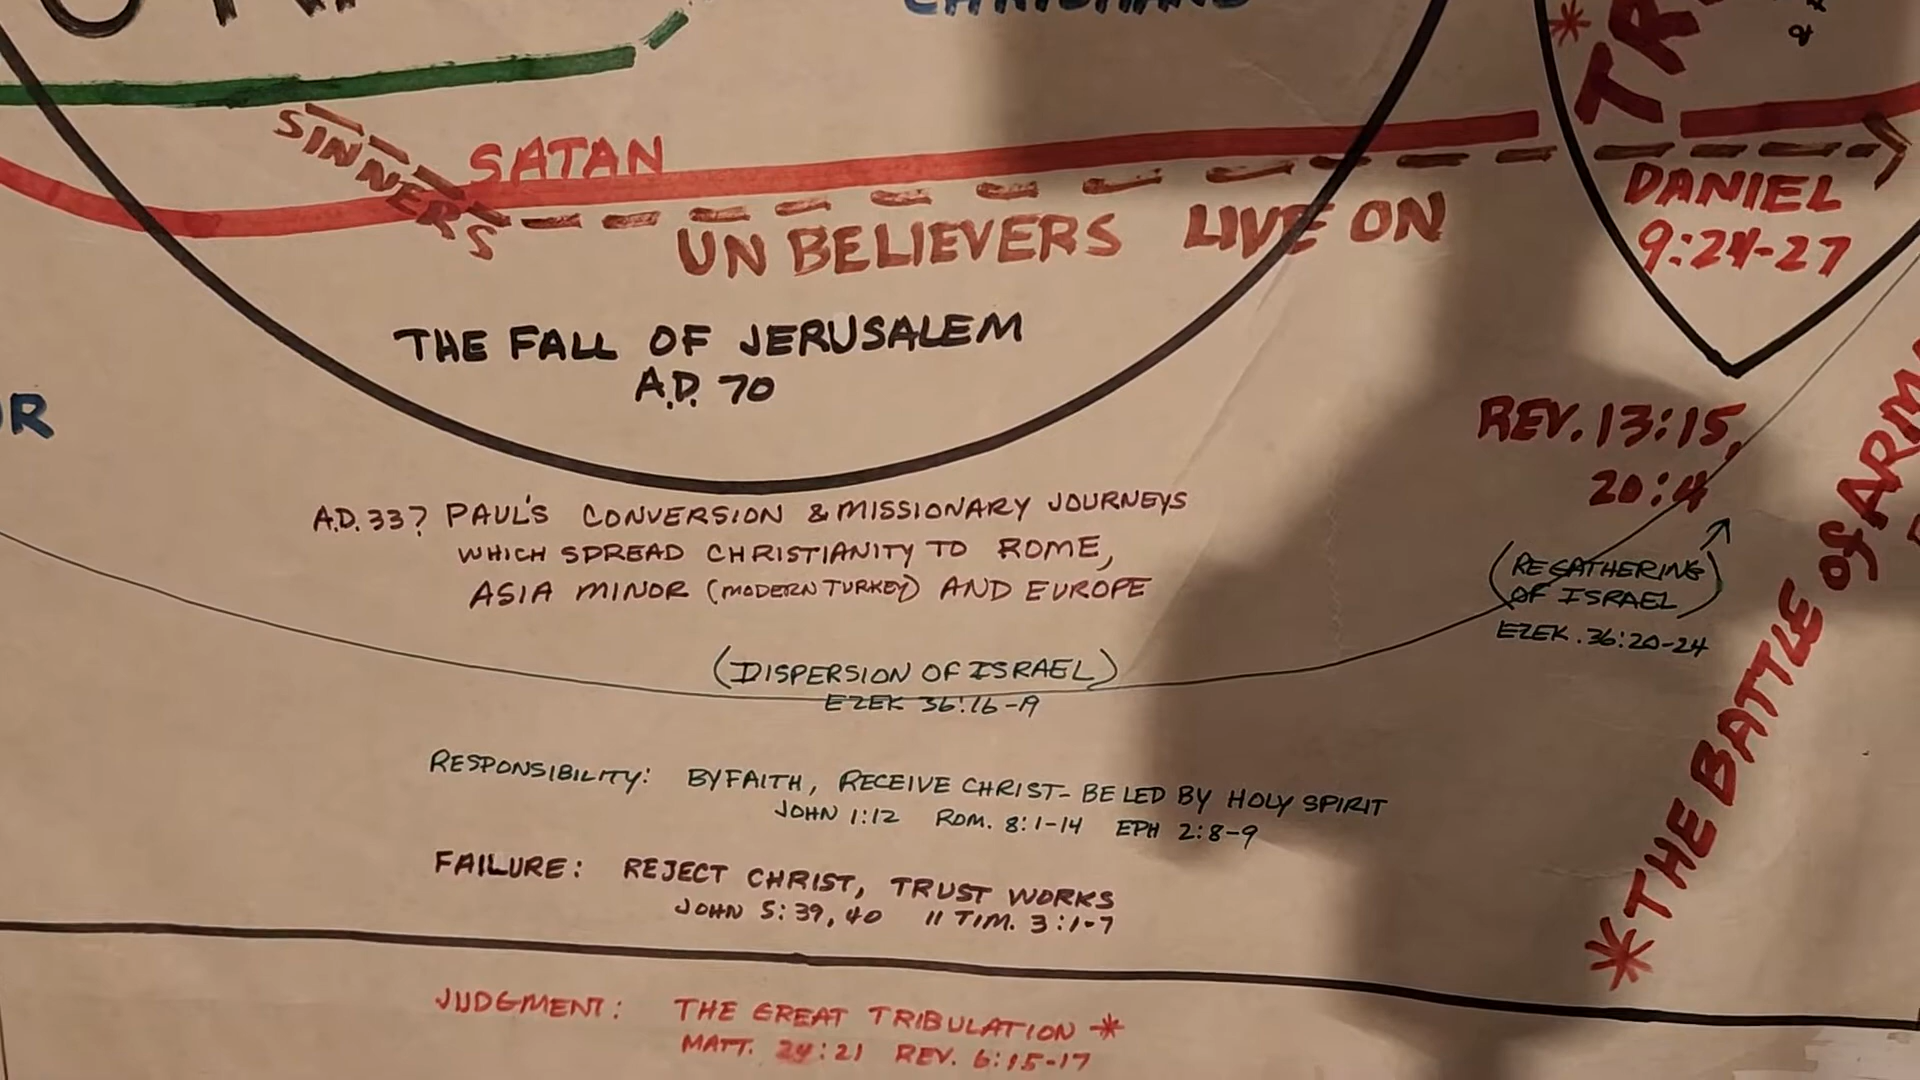 CHRISTIANS
SINNERS
SATAN
UN BELIEVERS LIVE ON
DANIEL
9:24-27
THE FALL OF JERUSALEM
A.D. 70
REV. 13:15,
20:4
A.D. 33? PAUL'S CONVERSION & MISSIONARY JOURNEYS
WHICH SPREAD CHRISTIANITY TO ROME,
ASIA MINOR (MODERN TURKEY) AND EUROPE
(REGATHERING
OF ISRAEL)
EZEK. 36:20-24
(DISPERSION OF ISRAEL)
EZEK 36:16-19
*THE BATTLE of
RESPONSIBILITY: BY FAITH, RECEIVE CHRIST- BE LED BY HOLY SPIRIT
JOHN 1:12 ROM. 8:1-14 EPH 2:8-9
FAILURE: REJECT CHRIST, TRUST WORKS
JOHN 5:39,40 II TIM. 3:1-7
JUDGMENT: THE GREAT TRIBULATION *
MATT. 24:21 REV. 6:15-17